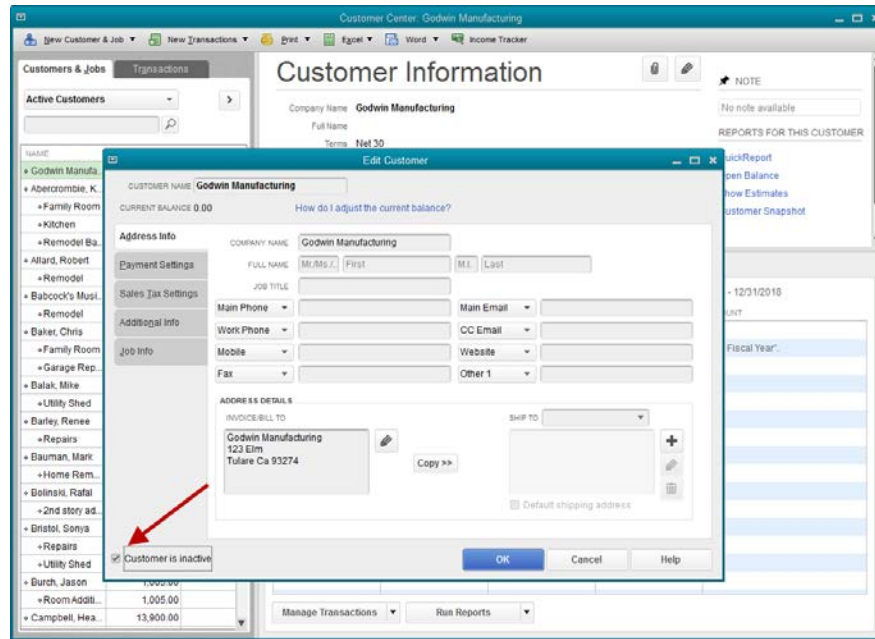 Customer Center: Godwin Manufacturing
New Customer & Job New Transactions Print Excel Word Income Tracker
Customers & Jobs Transactions
Active Customers
NAME
Godwin Manufa...
Abercrombie, K...
Family Room
Kitchen
Remodel Ba...
Allard, Robert
Remodel
Babcock's Musi...
Remodel
Baker, Chris
Family Room
Garage Rep...
Balak, Mike
Utility Shed
Barley, Renee
Repairs
Bauman, Mark
Home Rem...
Bolinski, Rafal
2nd story ad...
Bristol, Sonya
Repairs
Utility Shed
Burch, Jason 1,005.00
Room Additi... 1,005.00
Campbell, Hea... 13,900.00
Customer Information
Company Name Godwin Manufacturing
Full Name
Terms Net 30
NOTE
No note available
REPORTS FOR THIS CUSTOMER
uickReport
pen Balance
how Estimates
ustomer Snapshot
- 12/31/2018
UNT
Fiscal Year".
Manage Transactions Run Reports
Edit Customer
CUSTOMER NAME Godwin Manufacturing
CURRENT BALANCE 0.00 How do I adjust the current balance?
Address Info
Payment Settings
Sales Tax Settings
Additional Info
Job Info
COMPANY NAME Godwin Manufacturing
FULL NAME Mr./Ms./. First M.I. Last
JOB TITLE
Main Phone Main Email
Work Phone CC Email
Mobile Website
Fax Other 1
ADDRESS DETAILS
INVOICE/BILL TO SHIP TO
Godwin Manufacturing
123 Elm
Tulare Ca 93274
Copy >>
Default shipping address
Customer is inactive
OK Cancel Help